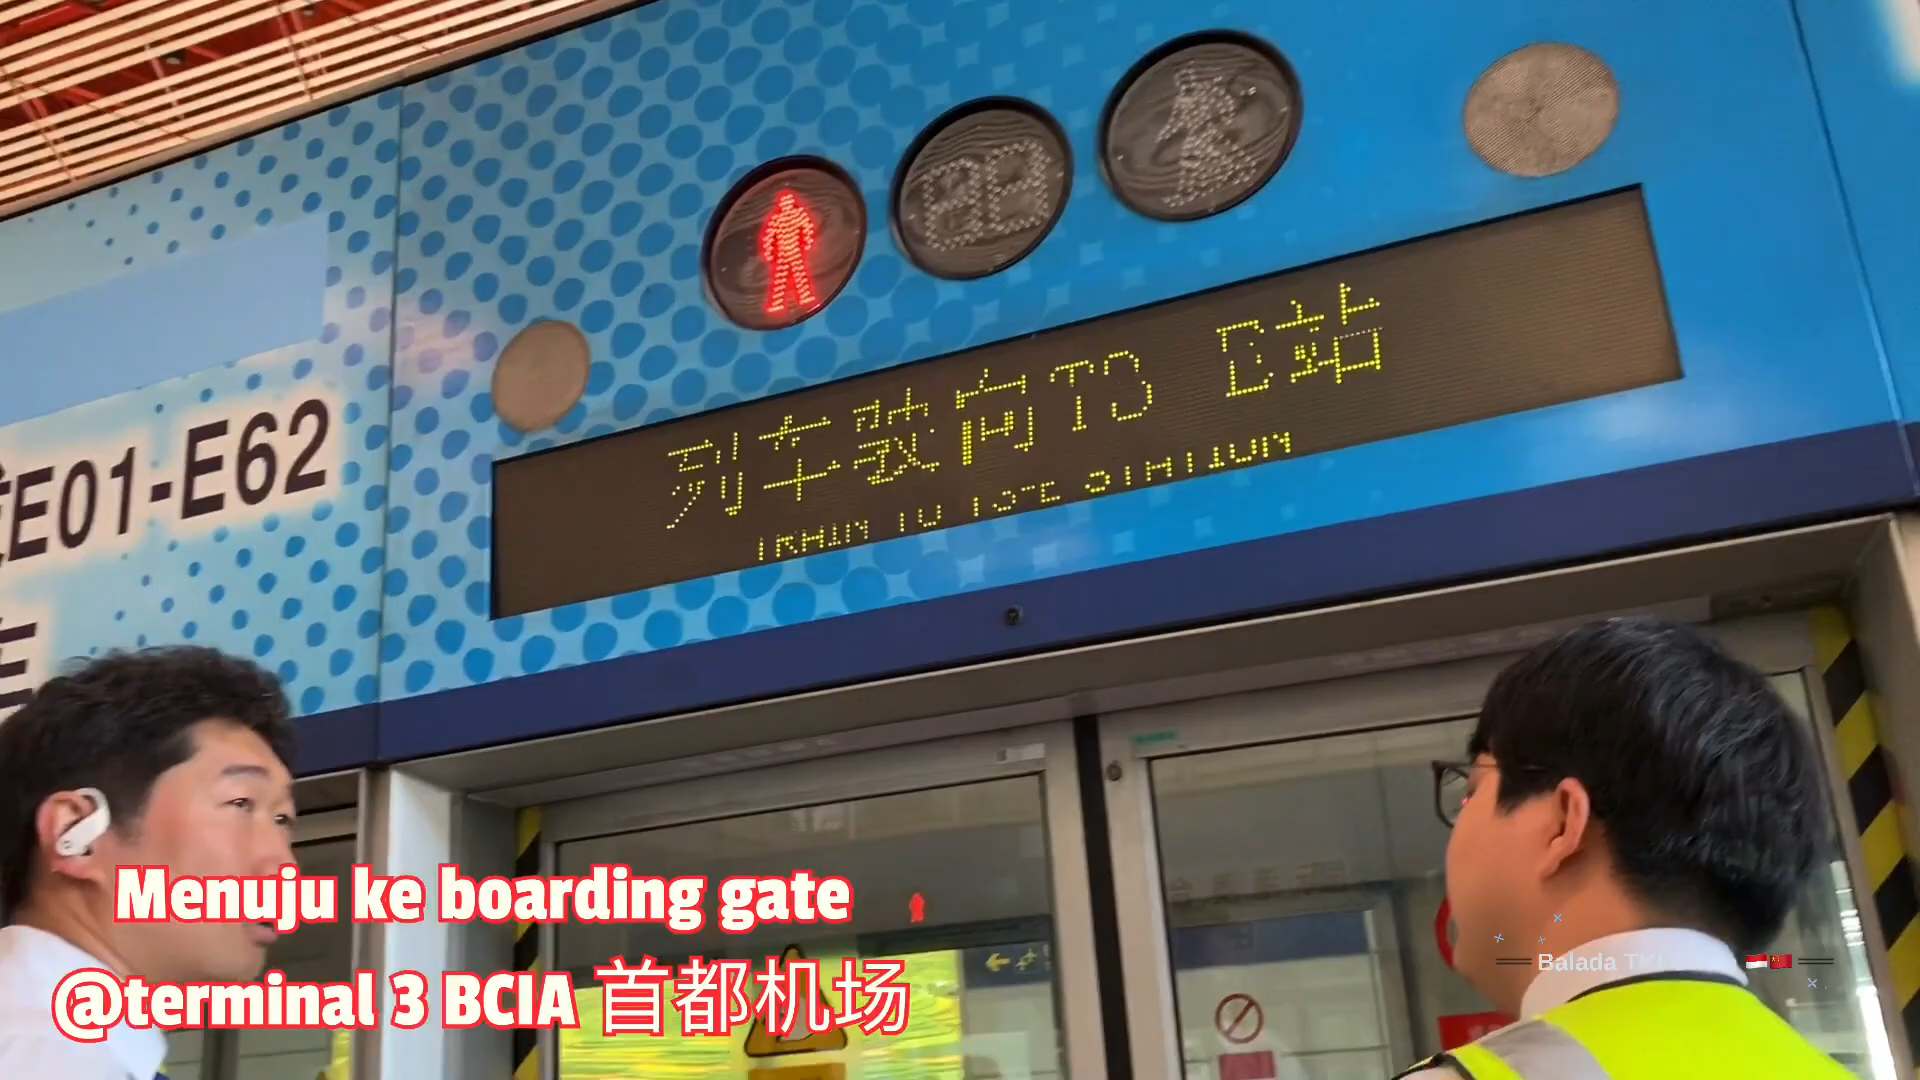 E01-E62
列车驶向T3 E站
TRAIN TO T3-E STATION
Menuju ke boarding gate
@terminal 3 BCIA 首都机场
Balada